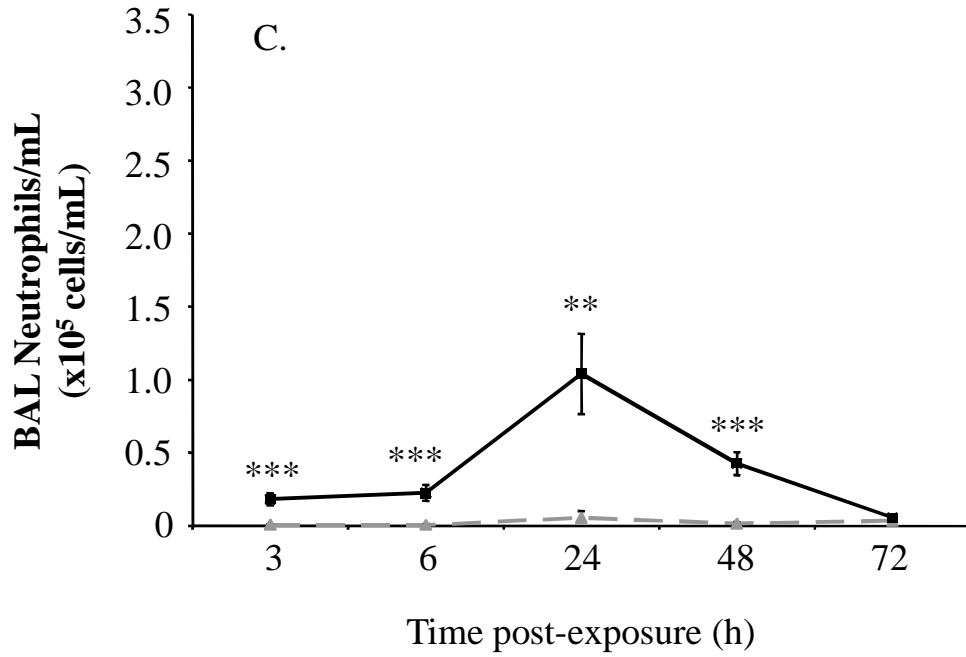 C.
BAL Neutrophils/mL
(x10⁵ cells/mL)
3.5
3.0
2.5
2.0
1.5
1.0
0.5
0
***
***
**
***
3 6 24 48 72
Time post-exposure (h)